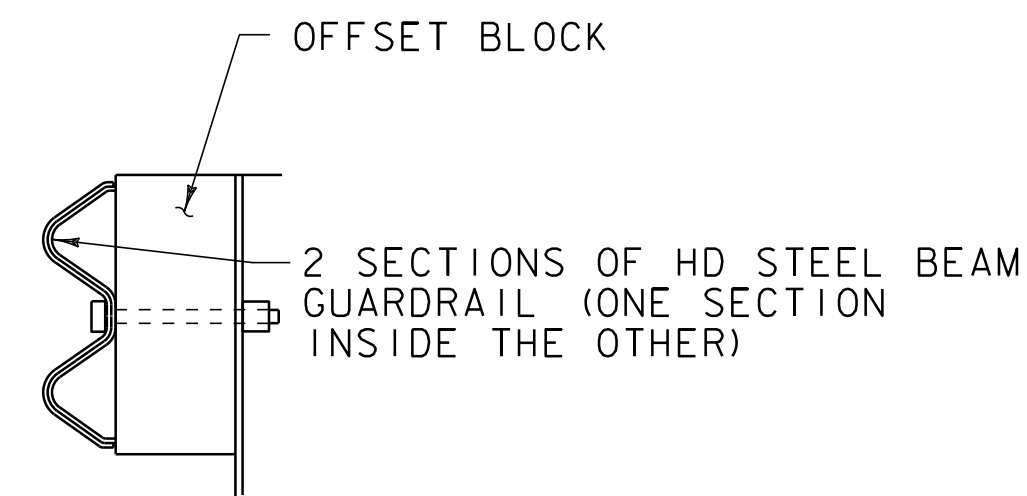 OFFSET BLOCK
2 SECTIONS OF HD STEEL BEAM
GUARDRAIL (ONE SECTION
INSIDE THE OTHER)